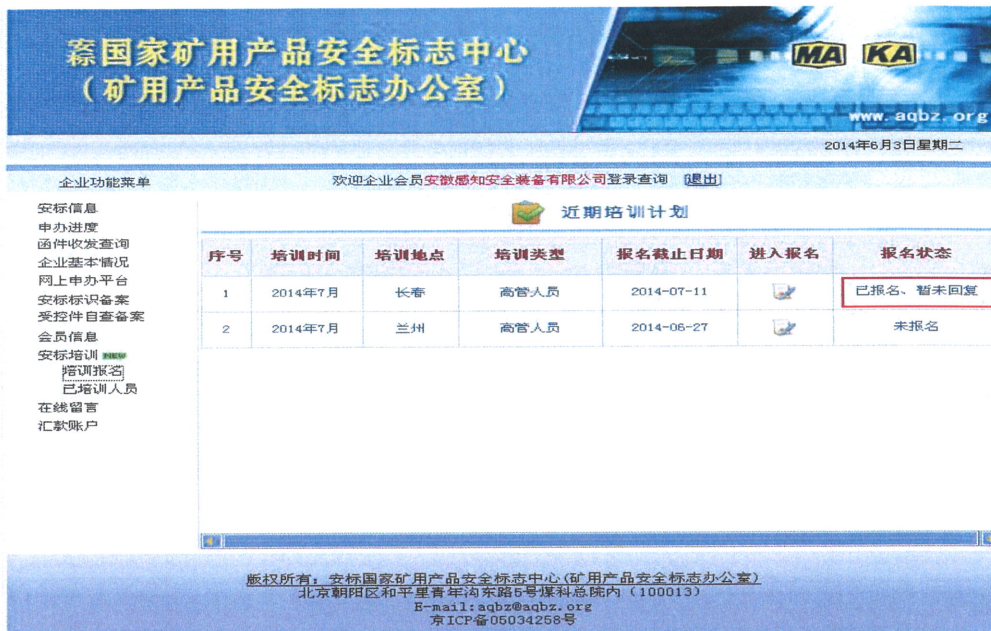 安标国家矿用产品安全标志中心
（矿用产品安全标志办公室）
MA KA
www.aqbz.org
2014年6月3日星期二
企业功能菜单
欢迎企业会员安徽感知安全装备有限公司登录查询 [退出]
安标信息
申办进度
函件收发查询
企业基本情况
网上申办平台
安标标识备案
受控件自查备案
会员信息
安标培训 NEW
培训报名
已培训人员
在线留言
汇款账户
近期培训计划
序号 培训时间 培训地点 培训类型 报名截止日期 进入报名 报名状态
1 2014年7月 长春 高管人员 2014-07-11 已报名、暂未回复
2 2014年7月 兰州 高管人员 2014-06-27 未报名
版权所有：安标国家矿用产品安全标志中心(矿用产品安全标志办公室)
北京朝阳区和平里青年沟东路5号煤科总院内（100013）
E-mail:aqbz@aqbz.org
京ICP备05034258号